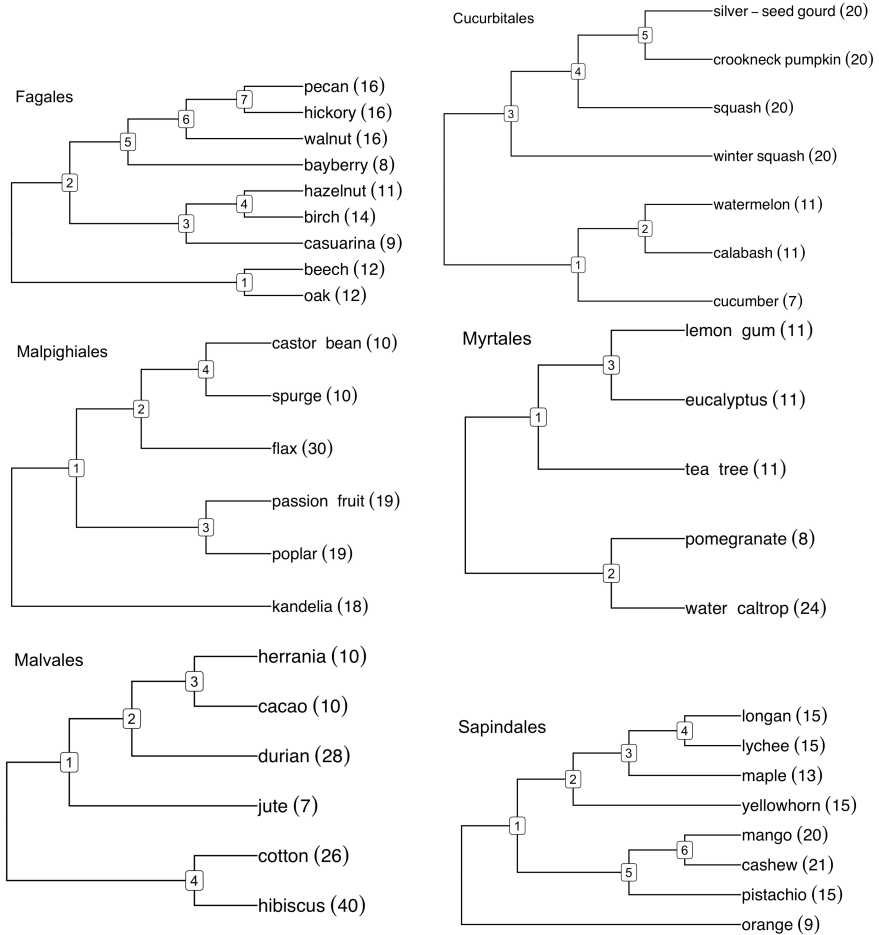 Fagales
pecan (16)
7
hickory (16)
6
walnut (16)
5
bayberry (8)
2
hazelnut (11)
4
birch (14)
3
casuarina (9)
beech (12)
1
oak (12)
Cucurbitales
silver – seed gourd (20)
5
crookneck pumpkin (20)
4
squash (20)
3
winter squash (20)
watermelon (11)
2
calabash (11)
1
cucumber (7)
Malpighiales
castor bean (10)
4
spurge (10)
2
flax (30)
1
passion fruit (19)
3
poplar (19)
kandelia (18)
Myrtales
lemon gum (11)
3
eucalyptus (11)
1
tea tree (11)
pomegranate (8)
2
water caltrop (24)
Malvales
herrania (10)
3
cacao (10)
2
durian (28)
1
jute (7)
cotton (26)
4
hibiscus (40)
Sapindales
longan (15)
4
lychee (15)
3
maple (13)
2
yellowhorn (15)
1
mango (20)
6
cashew (21)
5
pistachio (15)
orange (9)